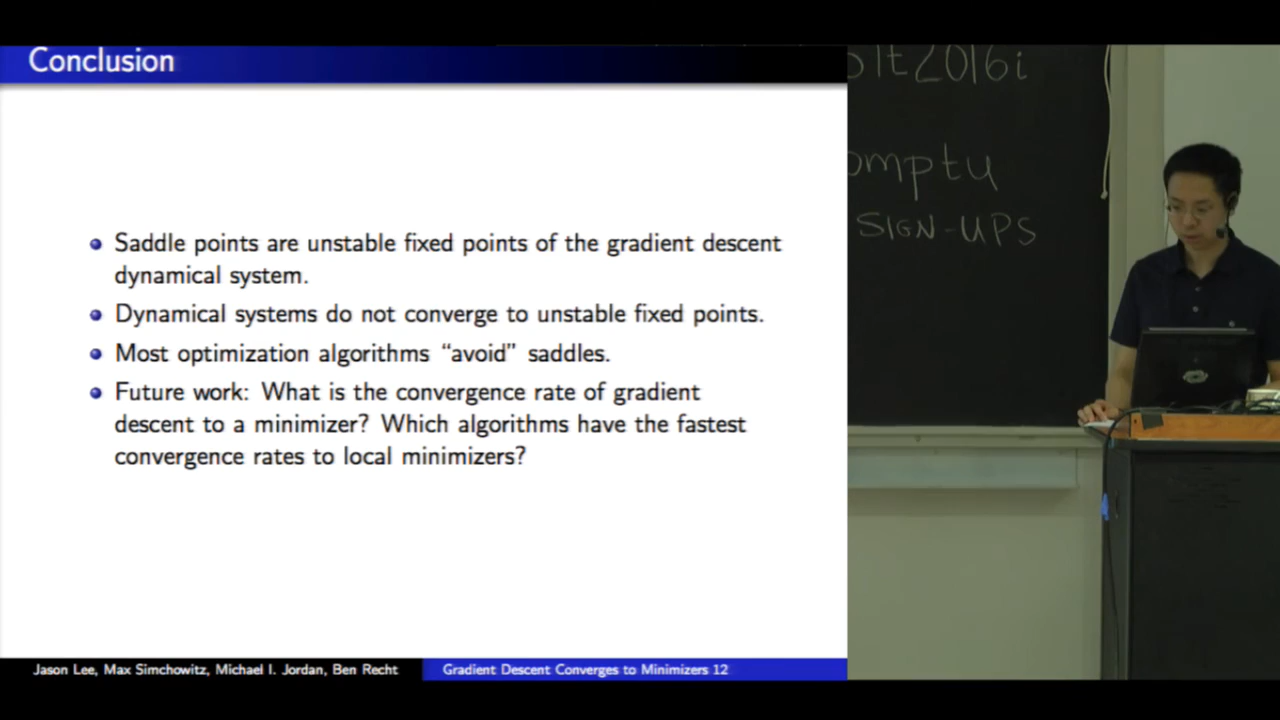 Conclusion
Saddle points are unstable fixed points of the gradient descent
dynamical system.
Dynamical systems do not converge to unstable fixed points.
Most optimization algorithms “avoid” saddles.
Future work: What is the convergence rate of gradient
descent to a minimizer? Which algorithms have the fastest
convergence rates to local minimizers?
Jason Lee, Max Simchowitz, Michael I. Jordan, Ben Recht
Gradient Descent Converges to Minimizers 12
lt2016i
omptu
SIGN-UPS